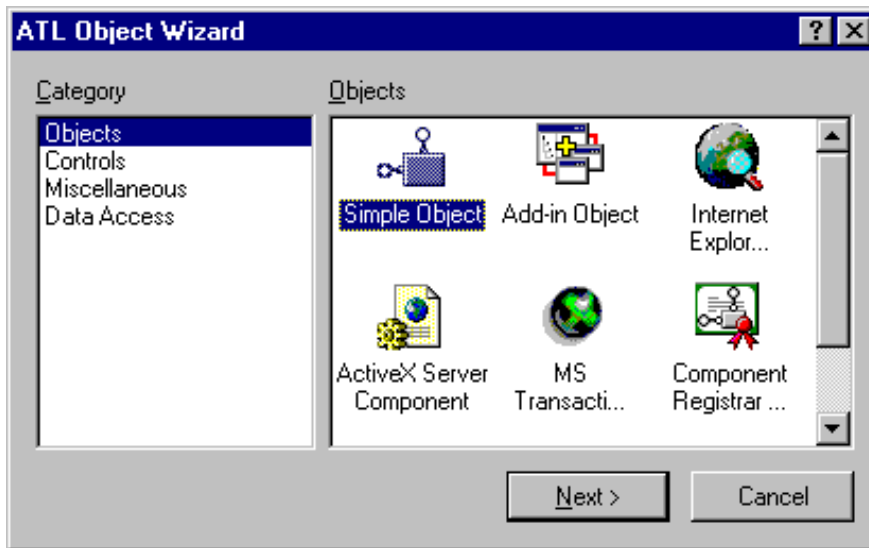 ATL Object Wizard
Category
Objects
Objects
Controls
Miscellaneous
Data Access
Simple Object
Add-in Object
Internet
Explor...
ActiveX Server
Component
MS
Transacti...
Component
Registrar ...
Next >
Cancel